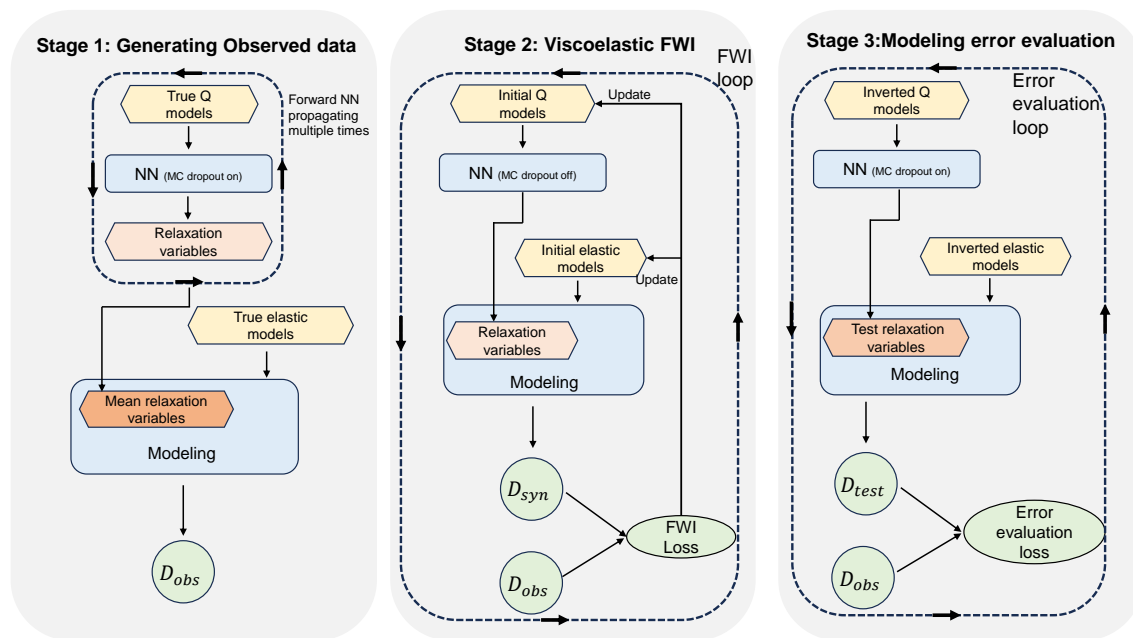 Stage 1: Generating Observed data
True Q
models
Forward NN
propagating
multiple times
NN (MC dropout on)
Relaxation
variables
True elastic
models
Mean relaxation
variables
Modeling
D_obs
Stage 2: Viscoelastic FWI
FWI
loop
Initial Q
models
Update
NN (MC dropout off)
Initial elastic
models
Update
Relaxation
variables
Modeling
D_syn
FWI
Loss
D_obs
Stage 3:Modeling error evaluation
Inverted Q
models
Error
evaluation
loop
NN (MC dropout on)
Inverted elastic
models
Test relaxation
variables
Modeling
D_test
Error
evaluation
loss
D_obs